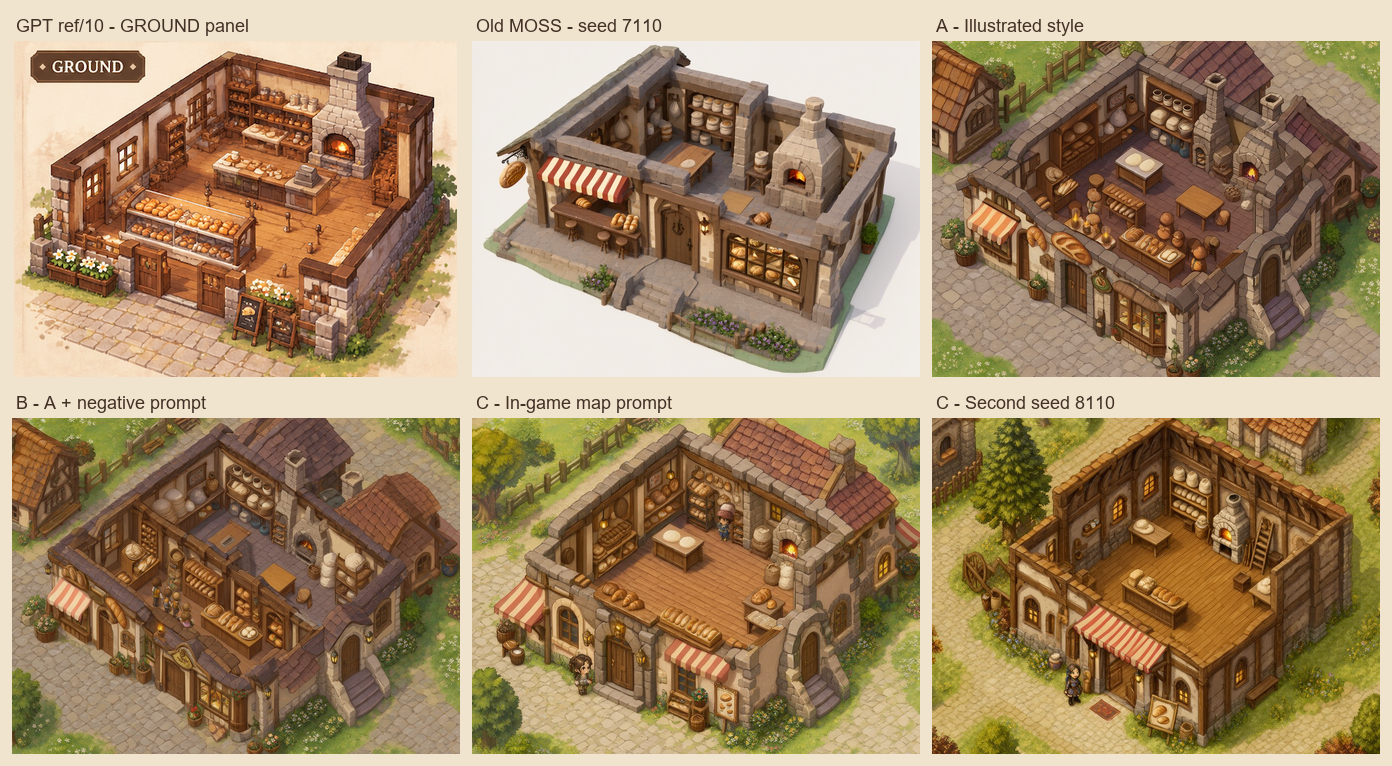 GPT ref/10 - GROUND panel
Old MOSS - seed 7110
A - Illustrated style
GROUND
B - A + negative prompt
C - In-game map prompt
C - Second seed 8110